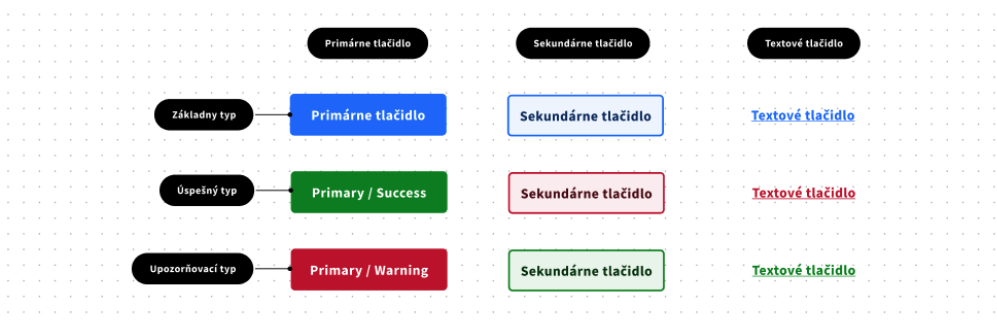 Primárne tlačidlo
Sekundárne tlačidlo
Textové tlačidlo
Základny typ
Primárne tlačidlo
Sekundárne tlačidlo
Textové tlačidlo
Úspešný typ
Primary / Success
Sekundárne tlačidlo
Textové tlačidlo
Upozorňovací typ
Primary / Warning
Sekundárne tlačidlo
Textové tlačidlo